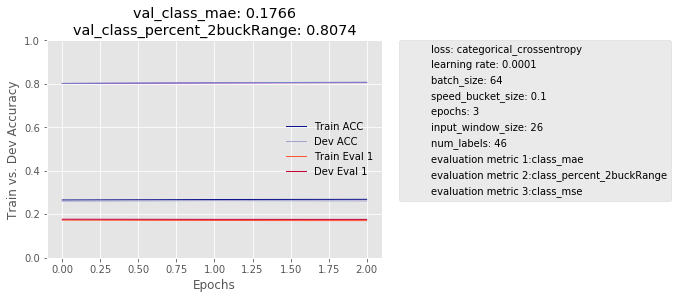 val_class_mae: 0.1766
val_class_percent_2buckRange: 0.8074
Train vs. Dev Accuracy
1.0
0.8
0.6
0.4
0.2
0.0
Train ACC
Dev ACC
Train Eval 1
Dev Eval 1
0.00 0.25 0.50 0.75 1.00 1.25 1.50 1.75 2.00
Epochs
loss: categorical_crossentropy
learning rate: 0.0001
batch_size: 64
speed_bucket_size: 0.1
epochs: 3
input_window_size: 26
num_labels: 46
evaluation metric 1:class_mae
evaluation metric 2:class_percent_2buckRange
evaluation metric 3:class_mse